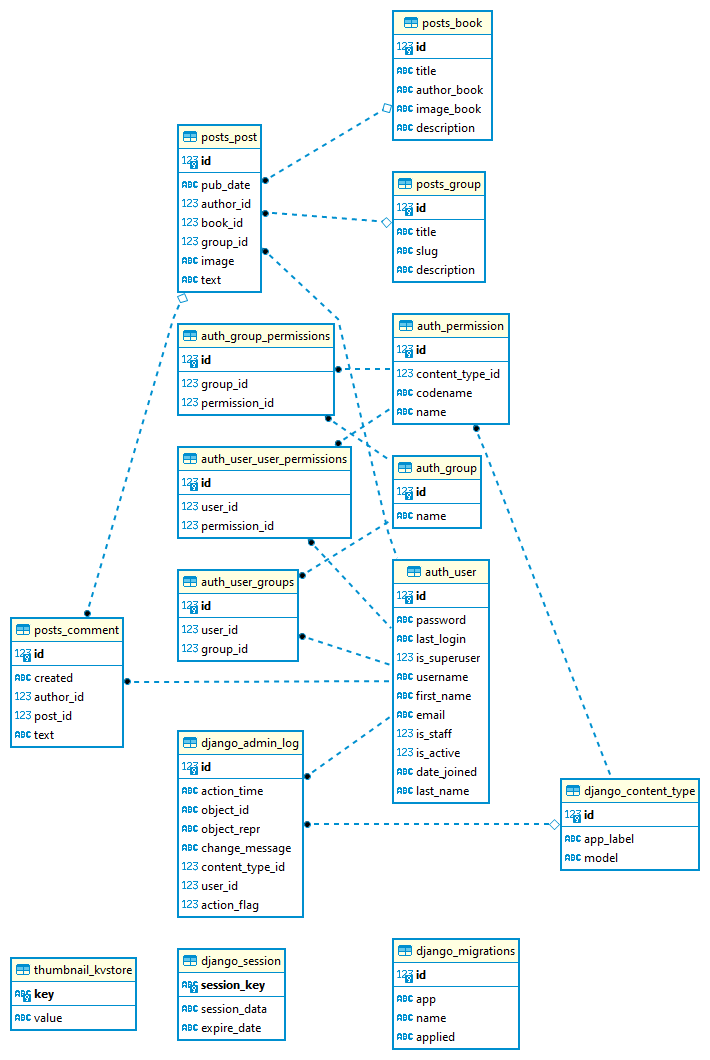 posts_book
123 id
ABC title
ABC author_book
ABC image_book
ABC description
posts_post
123 id
ABC pub_date
123 author_id
123 book_id
123 group_id
ABC image
ABC text
posts_group
123 id
ABC title
ABC slug
ABC description
auth_group_permissions
123 id
123 group_id
123 permission_id
auth_permission
123 id
123 content_type_id
ABC codename
ABC name
auth_user_user_permissions
123 id
123 user_id
123 permission_id
auth_group
123 id
ABC name
auth_user_groups
123 id
123 user_id
123 group_id
auth_user
123 id
ABC password
ABC last_login
123 is_superuser
ABC username
ABC first_name
ABC email
123 is_staff
123 is_active
ABC date_joined
ABC last_name
posts_comment
123 id
ABC created
123 author_id
123 post_id
ABC text
django_admin_log
123 id
ABC action_time
ABC object_id
ABC object_repr
ABC change_message
123 content_type_id
123 user_id
123 action_flag
django_content_type
123 id
ABC app_label
ABC model
thumbnail_kvstore
ABC key
ABC value
django_session
ABC session_key
ABC session_data
ABC expire_date
django_migrations
123 id
ABC app
ABC name
ABC applied